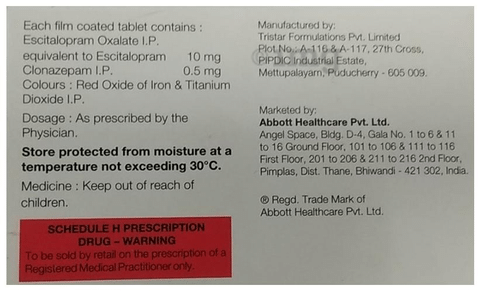 Each film coated tablet contains :
Escitalopram Oxalate I.P.
equivalent to Escitalopram 10 mg
Clonazepam I.P. 0.5 mg
Colours : Red Oxide of Iron & Titanium
Dioxide I.P.
Dosage : As prescribed by the
Physician.
Store protected from moisture at a
temperature not exceeding 30°C.
Medicine : Keep out of reach of
children.
SCHEDULE H PRESCRIPTION
DRUG – WARNING
To be sold by retail on the prescription of a
Registered Medical Practitioner only.
Manufactured by:
Tristar Formulations Pvt. Limited
Plot No., A-116 & A-117, 27th Cross,
PIPDIC Industrial Estate,
Mettupalayam, Puducherry - 605 009.
Marketed by:
Abbott Healthcare Pvt. Ltd.
Angel Space, Bldg. D-4, Gala No. 1 to 6 & 11
to 16 Ground Floor, 101 to 106 & 111 to 116
First Floor, 201 to 206 & 211 to 216 2nd Floor,
Pimplas, Dist. Thane, Bhiwandi - 421 302, India.
® Regd. Trade Mark of
Abbott Healthcare Pvt. Ltd.